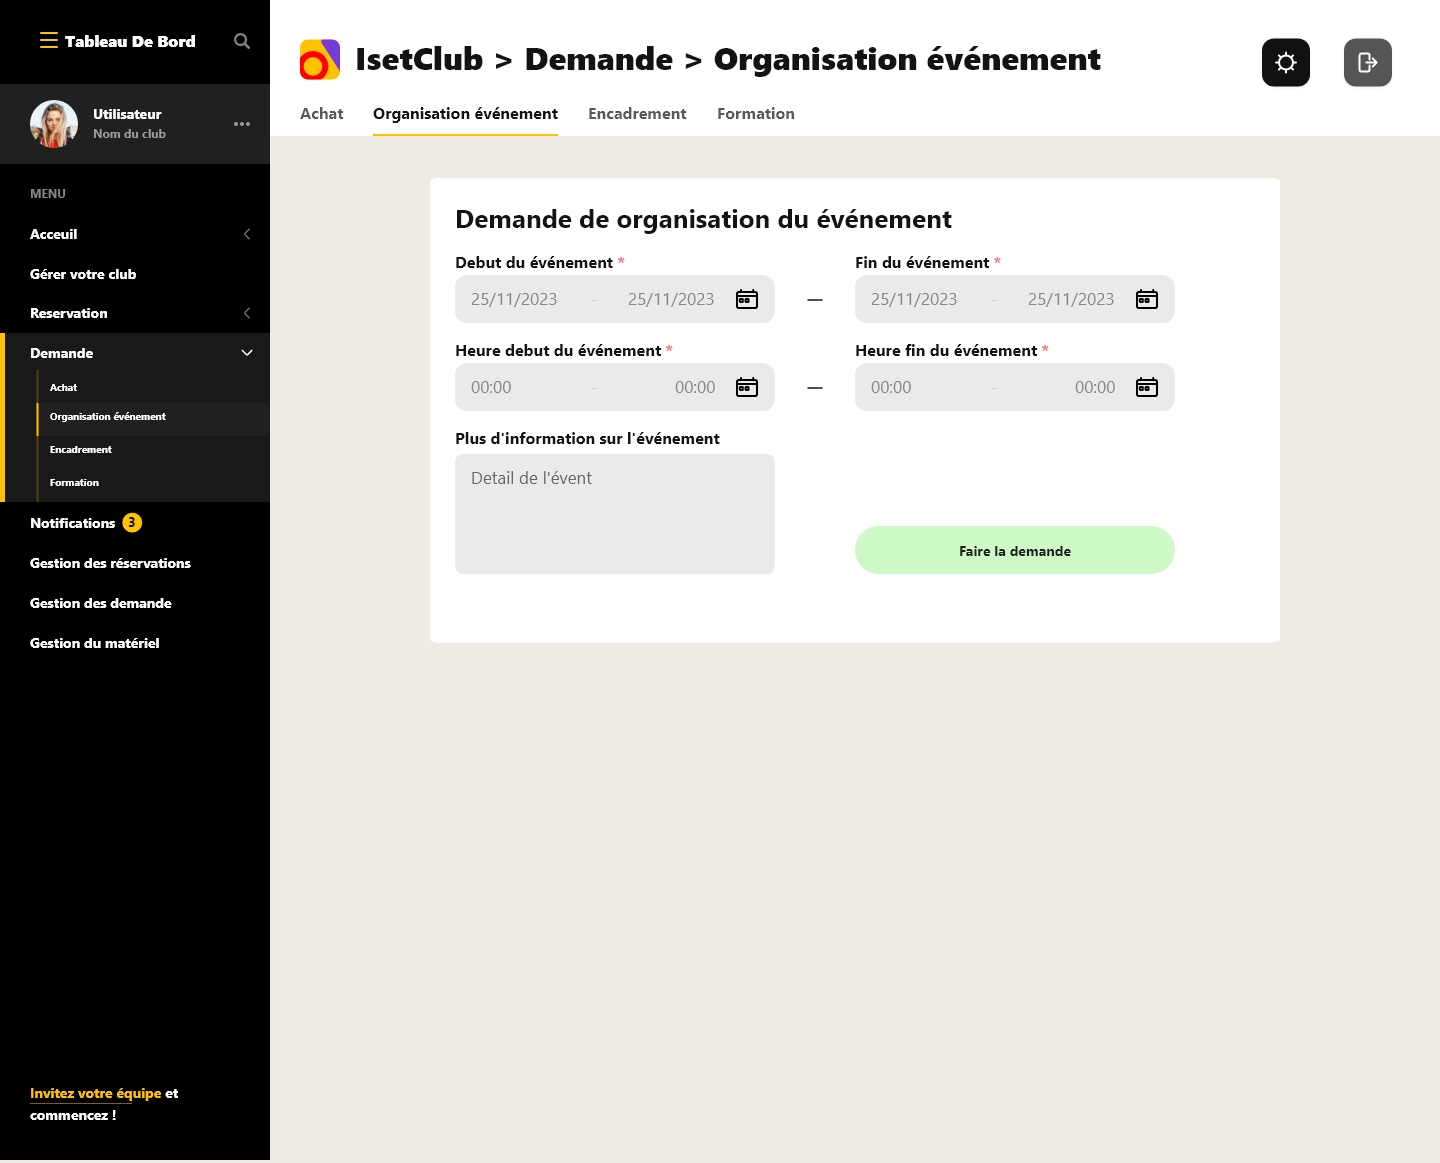 Tableau De Bord
Utilisateur
Nom du club
MENU
Acceuil
Gérer votre club
Reservation
Demande
Achat
Organisation événement
Encadrement
Formation
Notifications 3
Gestion des réservations
Gestion des demande
Gestion du matériel
Invitez votre équipe et
commencez !
IsetClub > Demande > Organisation événement
Achat Organisation événement Encadrement Formation
Demande de organisation du événement
Debut du événement * Fin du événement *
25/11/2023 - 25/11/2023 — 25/11/2023 - 25/11/2023
Heure debut du événement * Heure fin du événement *
00:00 - 00:00 — 00:00 - 00:00
Plus d'information sur l'événement
Detail de l'évent
Faire la demande